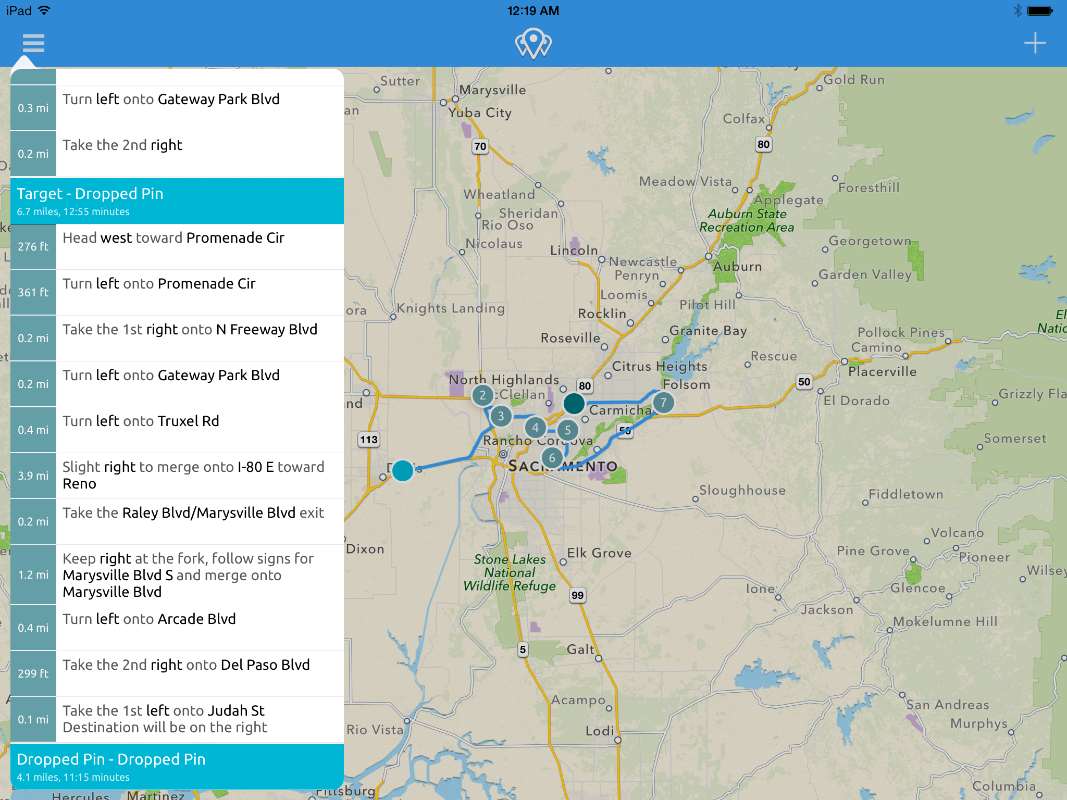 iPad
12:19 AM
0.3 mi
Turn left onto Gateway Park Blvd
0.2 mi
Take the 2nd right
Target - Dropped Pin
6.7 miles, 12:55 minutes
276 ft
Head west toward Promenade Cir
361 ft
Turn left onto Promenade Cir
0.2 mi
Take the 1st right onto N Freeway Blvd
0.2 mi
Turn left onto Gateway Park Blvd
0.4 mi
Turn left onto Truxel Rd
3.9 mi
Slight right to merge onto I-80 E toward
Reno
0.2 mi
Take the Raley Blvd/Marysville Blvd exit
1.2 mi
Keep right at the fork, follow signs for
Marysville Blvd S and merge onto
Marysville Blvd
0.4 mi
Turn left onto Arcade Blvd
299 ft
Take the 2nd right onto Del Paso Blvd
0.1 mi
Take the 1st left onto Judah St
Destination will be on the right
Dropped Pin - Dropped Pin
4.1 miles, 11:15 minutes
Sutter
Marysville
Yuba City
Gold Run
Colfax
70
80
Meadow Vista
Foresthill
Wheatland
Applegate
Sheridan
Auburn State
Recreation Area
Rio Oso
Nicolaus
Lincoln
Georgetown
Newcastle
Penryn
Auburn
Garden Valley
Loomis
Pilot Hill
Knights Landing
Rocklin
Granite Bay
Roseville
Pollock Pines
Camino
Rescue
Placerville
Citrus Heights
North Highlands
80
Folsom
50
2
7
3
Carmicha
El Dorado
Grizzly Fla
4
5
113
Rancho Cordova
6
Somerset
SACRAMENTO
Sloughhouse
Fiddletown
Volcano
Dixon
Elk Grove
Pine Grove
Pioneer
Stone Lakes
National
Wildlife Refuge
Wilsey
99
Ione
Glencoe
Jackson
Mokelumne Hill
5
Galt
Acampo
San Andreas
Rio Vista
Lodi
Murphys
Columbia
Pittsburg
Hercules
Martinez